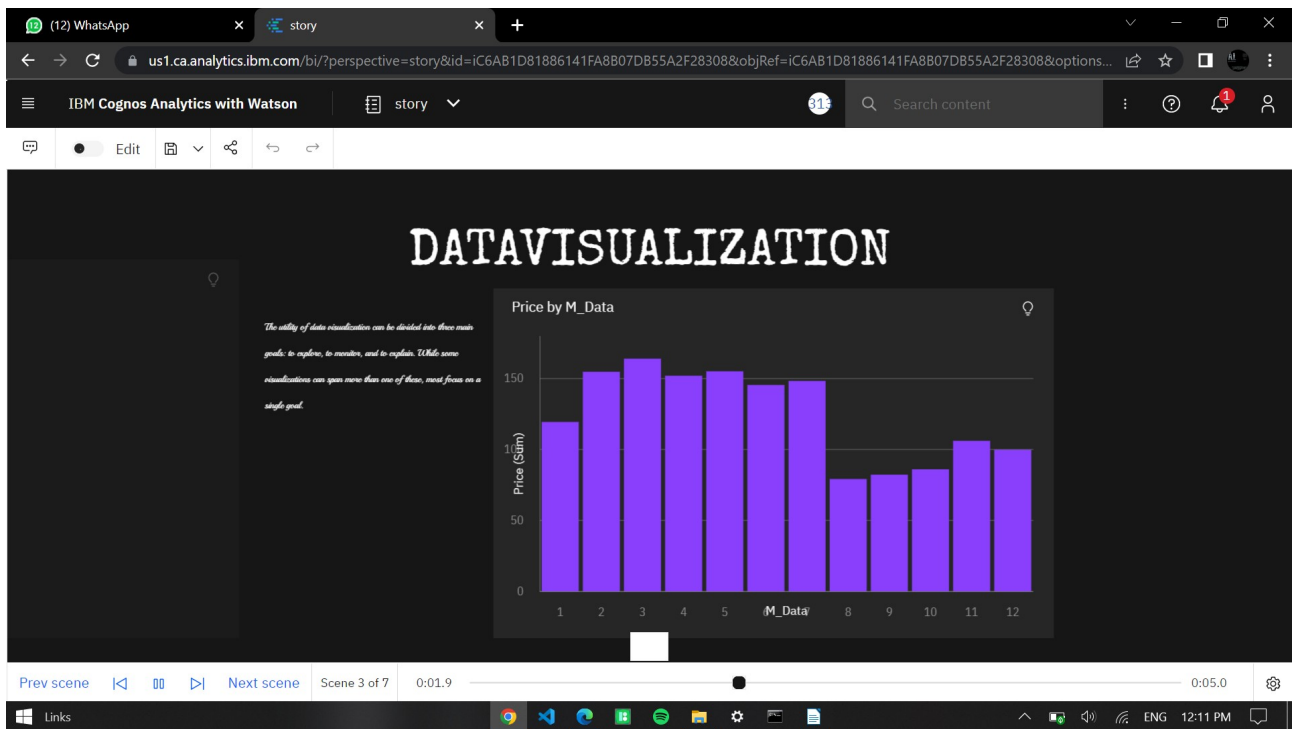 12 (12) WhatsApp
story
us1.ca.analytics.ibm.com/bi/?perspective=story&id=iC6AB1D81886141FA8B07DB55A2F28308&objRef=iC6AB1D81886141FA8B07DB55A2F28308&options...
IBM Cognos Analytics with Watson
story
313
Search content
1
Edit
DATAVISUALIZATION
The utility of data visualization can be divided into three main
goals: to explore, to monitor, and to explain. While some
visualizations can span more than one of these, most focus on a
single goal.
Price by M_Data
150
50
0
Price (Sum)
1 2 3 4 5 6 7 8 9 10 11 12
M_Data
Prev scene
Next scene
Scene 3 of 7
0:01.9
0:05.0
Links
ENG
12:11 PM